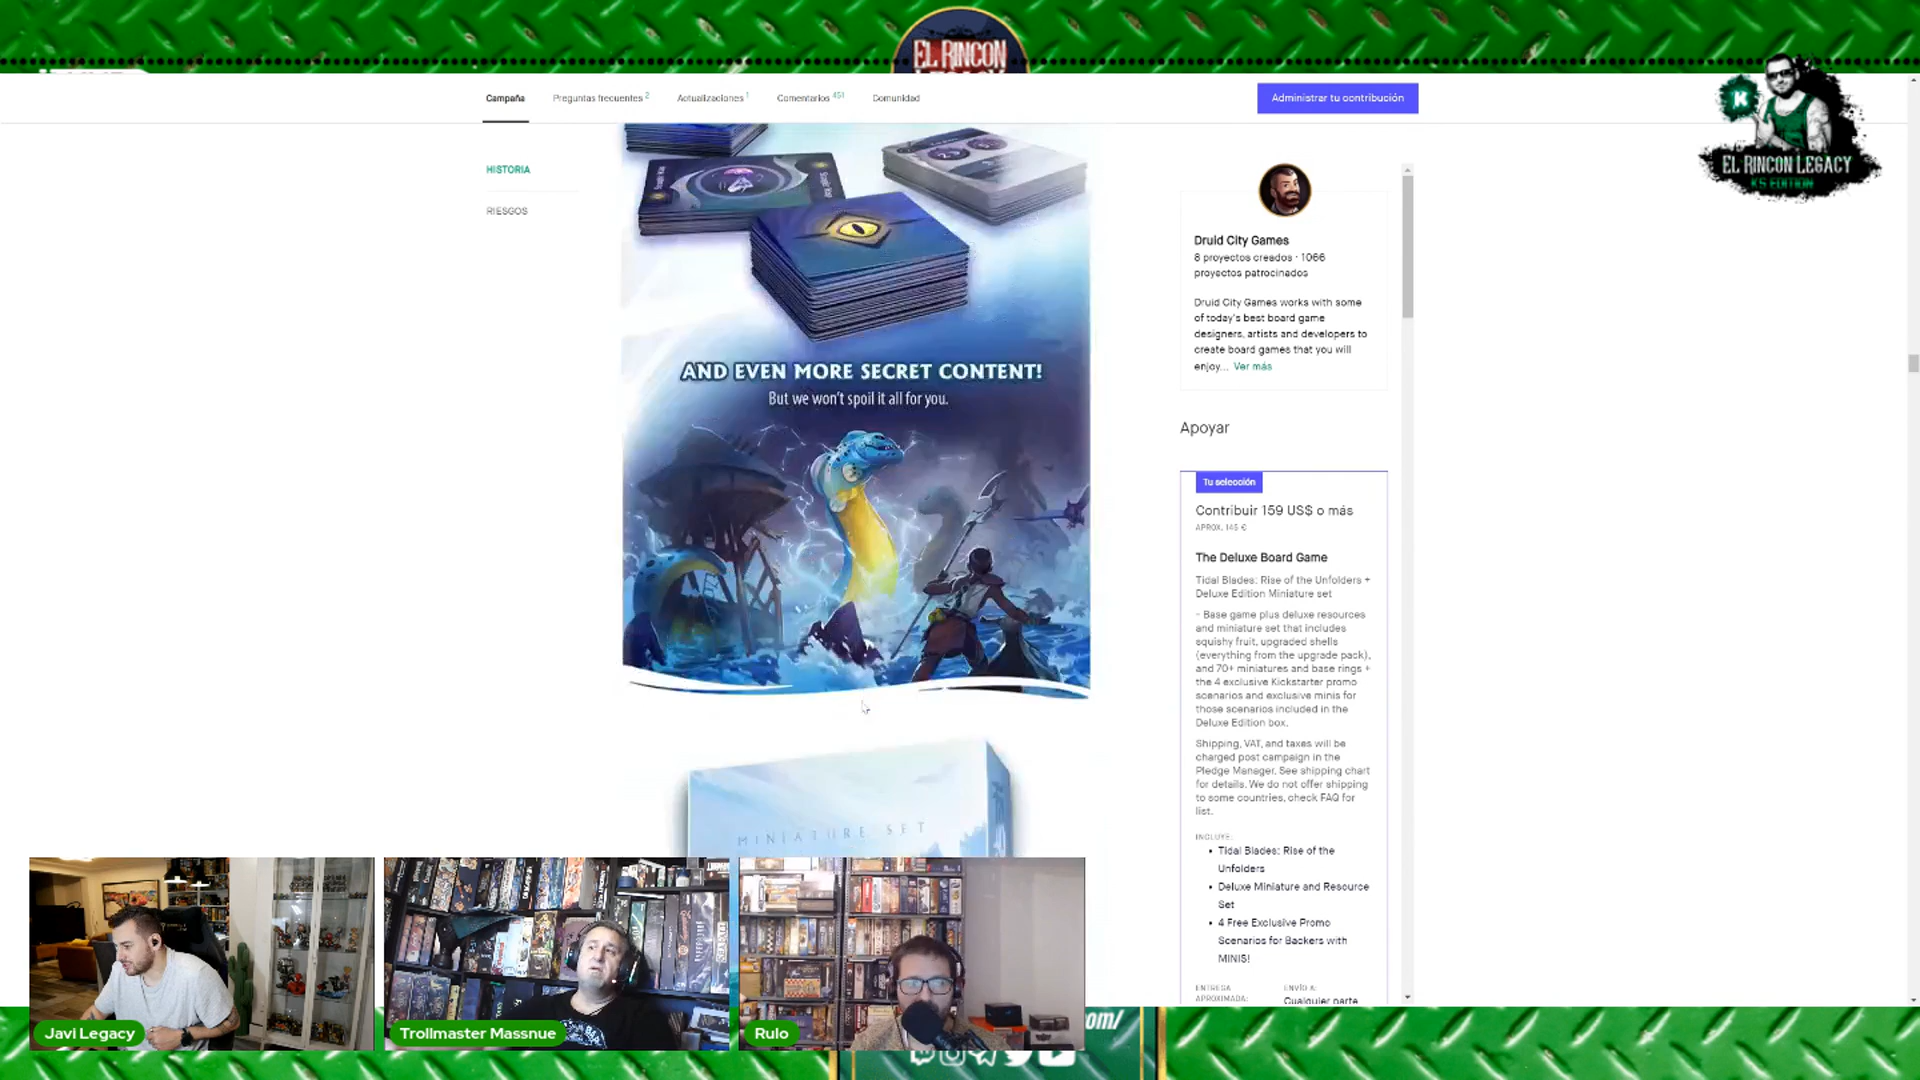 EL RINCON
Campaña
Preguntas frecuentes 2
Actualizaciones 1
Comentarios 451
Comunidad
Administrar tu contribución
K
EL RINCON LEGACY
KS EDITION
HISTORIA
RIESGOS
AND EVEN MORE SECRET CONTENT!
But we won't spoil it all for you.
MINIATURE SET
Druid City Games
8 proyectos creados · 1066
proyectos patrocinados
Druid City Games works with some
of today's best board game
designers, artists and developers to
create board games that you will
enjoy... Ver más
Apoyar
Tu selección
Contribuir 159 US$ o más
APROX. 145 €
The Deluxe Board Game
Tidal Blades: Rise of the Unfolders +
Deluxe Edition Miniature set
- Base game plus deluxe resources
and miniature set that includes
squishy fruit, upgraded shells
(everything from the upgrade pack),
and 70+ miniatures and base rings +
the 4 exclusive Kickstarter promo
scenarios and exclusive minis for
those scenarios included in the
Deluxe Edition box.
Shipping, VAT, and taxes will be
charged post campaign in the
Pledge Manager. See shipping chart
for details. We do not offer shipping
to some countries, check FAQ for
list.
INCLUYE:
• Tidal Blades: Rise of the
Unfolders
• Deluxe Miniature and Resource
Set
• 4 Free Exclusive Promo
Scenarios for Backers with
MINIS!
ENTREGA
APROXIMADA:
ENVÍO A:
Cualquier parte
Javi Legacy
Trollmaster Massnue
Rulo
om/